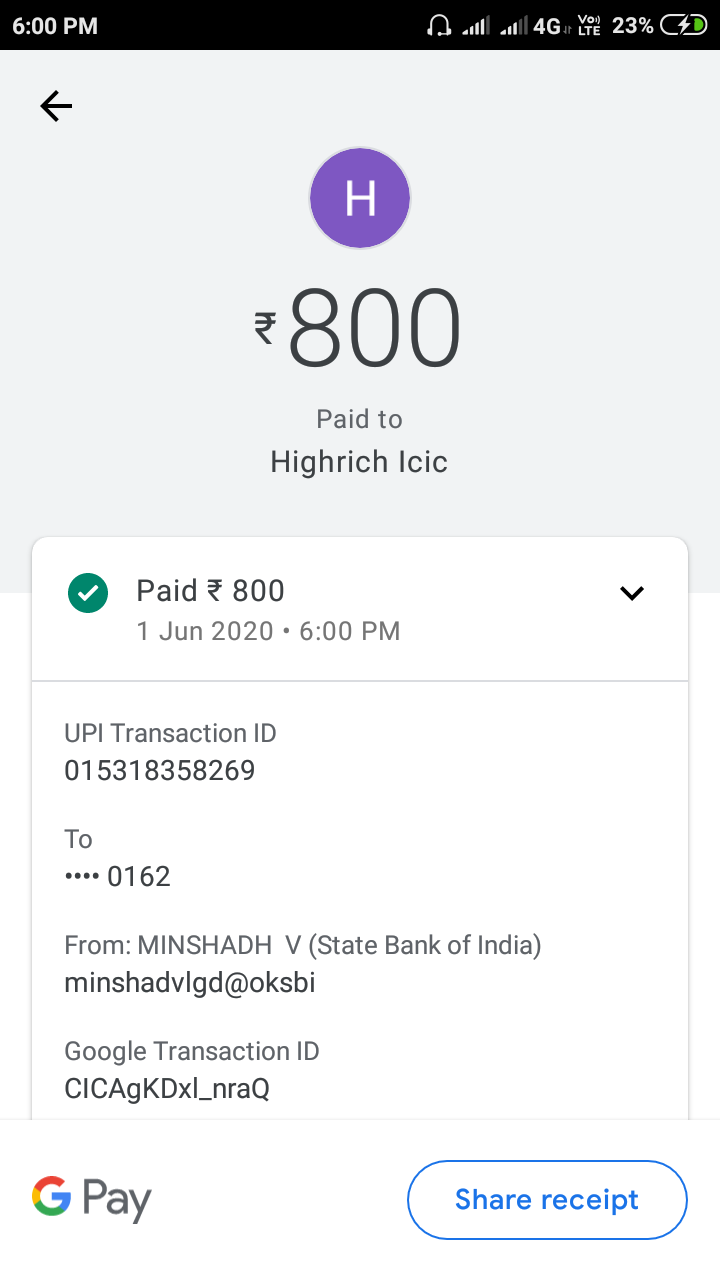 6:00 PM 4G Vo) LTE 23%
H
₹800
Paid to
Highrich Icic
Paid ₹ 800
1 Jun 2020 • 6:00 PM
UPI Transaction ID
015318358269
To
•••• 0162
From: MINSHADH  V (State Bank of India)
minshadvlgd@oksbi
Google Transaction ID
CICAgKDxl_nraQ
G Pay
Share receipt